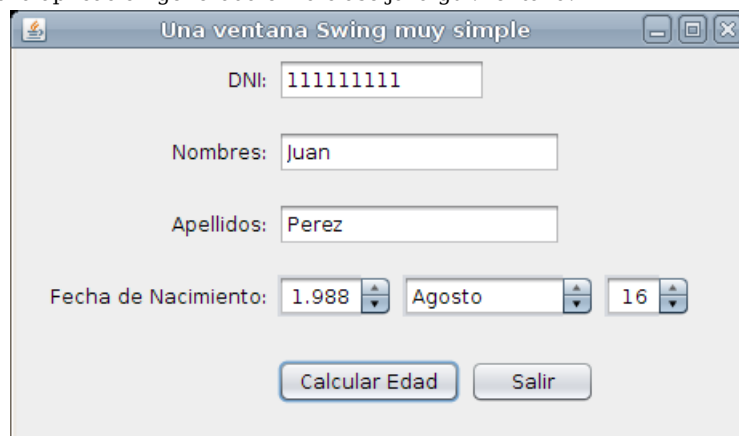 Una ventana Swing muy simple
DNI: 111111111
Nombres: Juan
Apellidos: Perez
Fecha de Nacimiento: 1.988 Agosto 16
Calcular Edad Salir